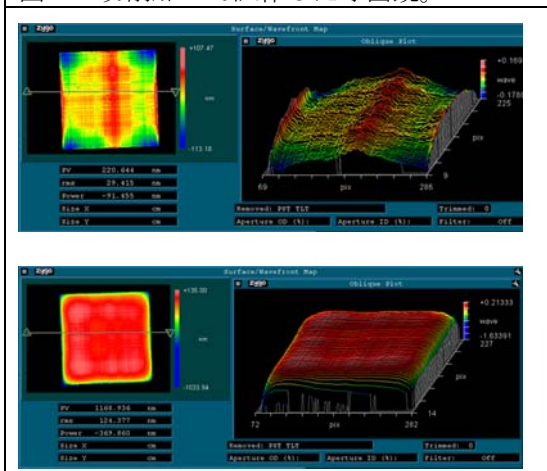 Zygo
Surface/Wavefront Map
+107.47
nm
-113.18
PV 220.644 nm
rms 29.415 nm
Power -91.455 nm
Size X cm
Size Y cm
Zygo
Oblique Plot
+0.169
wave
-0.1788
225
pix
9
69
pix
286
Removed: PST TLT
Trimmed: 0
Aperture OD (%):
Aperture ID (%):
Filter: Off
Zygo
Surface/Wavefront Map
+135.00
nm
-1033.94
PV 1168.936 nm
rms 124.377 nm
Power -369.860 nm
Size X cm
Size Y cm
Zygo
Oblique Plot
+0.21333
wave
-1.63391
227
pix
14
72
pix
282
Removed: PST TLT
Trimmed: 0
Aperture OD (%):
Aperture ID (%):
Filter: Off